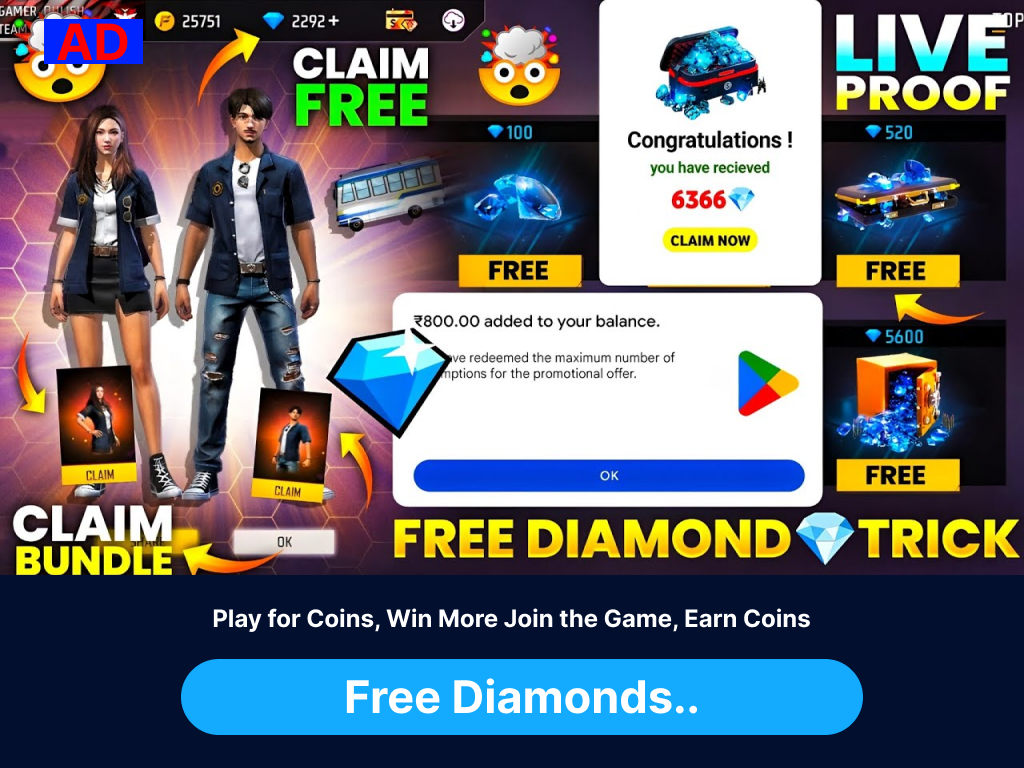 GAMER
TEAM
AD
25751
2292+
CLAIM
FREE
LIVE
PROOF
TOP
100
FREE
Congratulations !
you have recieved
6366
CLAIM NOW
520
FREE
₹800.00 added to your balance.
ve redeemed the maximum number of
mptions for the promotional offer.
OK
5600
FREE
CLAIM
CLAIM
CLAIM
BUNDLE
OK
FREE DIAMOND TRICK
Play for Coins, Win More Join the Game, Earn Coins
Free Diamonds..